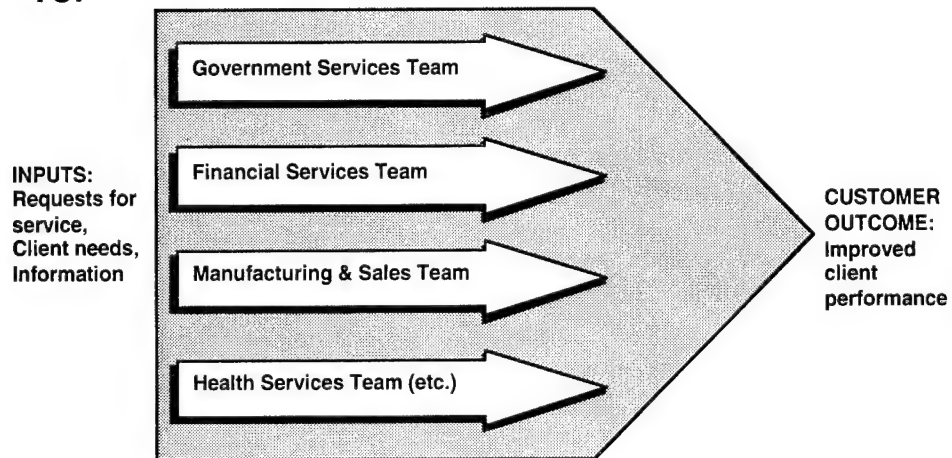 Government Services Team
Financial Services Team
INPUTS:
Requests for
service,
Client needs,
Information
CUSTOMER
OUTCOME:
Improved
client
performance
Manufacturing & Sales Team
Health Services Team (etc.)